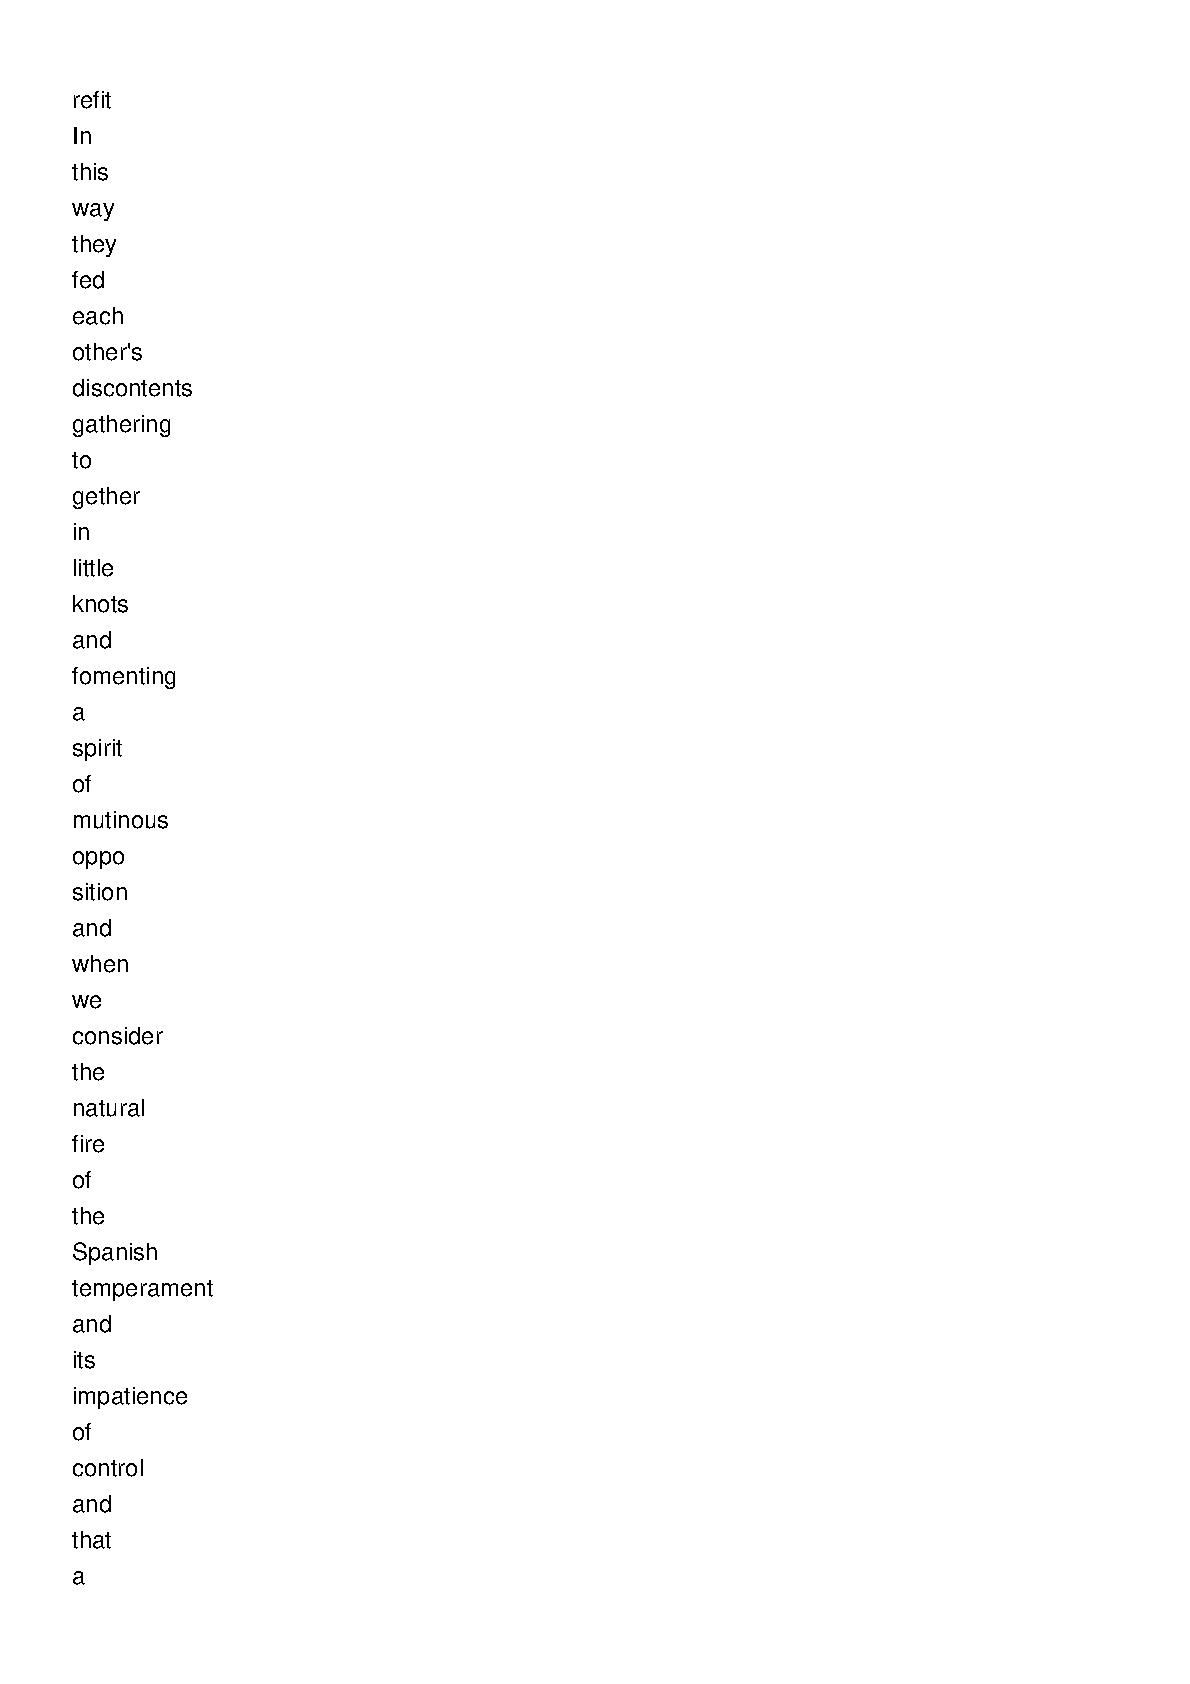 refit
In
this
way
they
fed
each
other's
discontents
gathering
to
gether
in
little
knots
and
fomenting
a
spirit
of
mutinous
oppo
sition
and
when
we
consider
the
natural
fire
of
the
Spanish
temperament
and
its
impatience
of
control
and
that
a